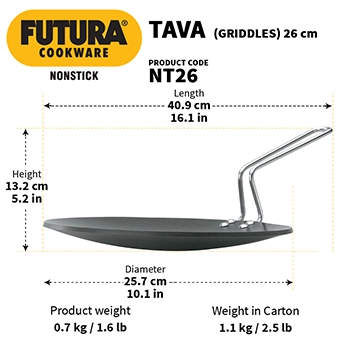 FUTURA®
COOKWARE
NONSTICK
TAVA (GRIDDLES) 26 cm
PRODUCT CODE
NT26
Length
40.9 cm
16.1 in
Height
13.2 cm
5.2 in
Diameter
25.7 cm
10.1 in
Product weight
0.7 kg / 1.6 lb
Weight in Carton
1.1 kg / 2.5 lb